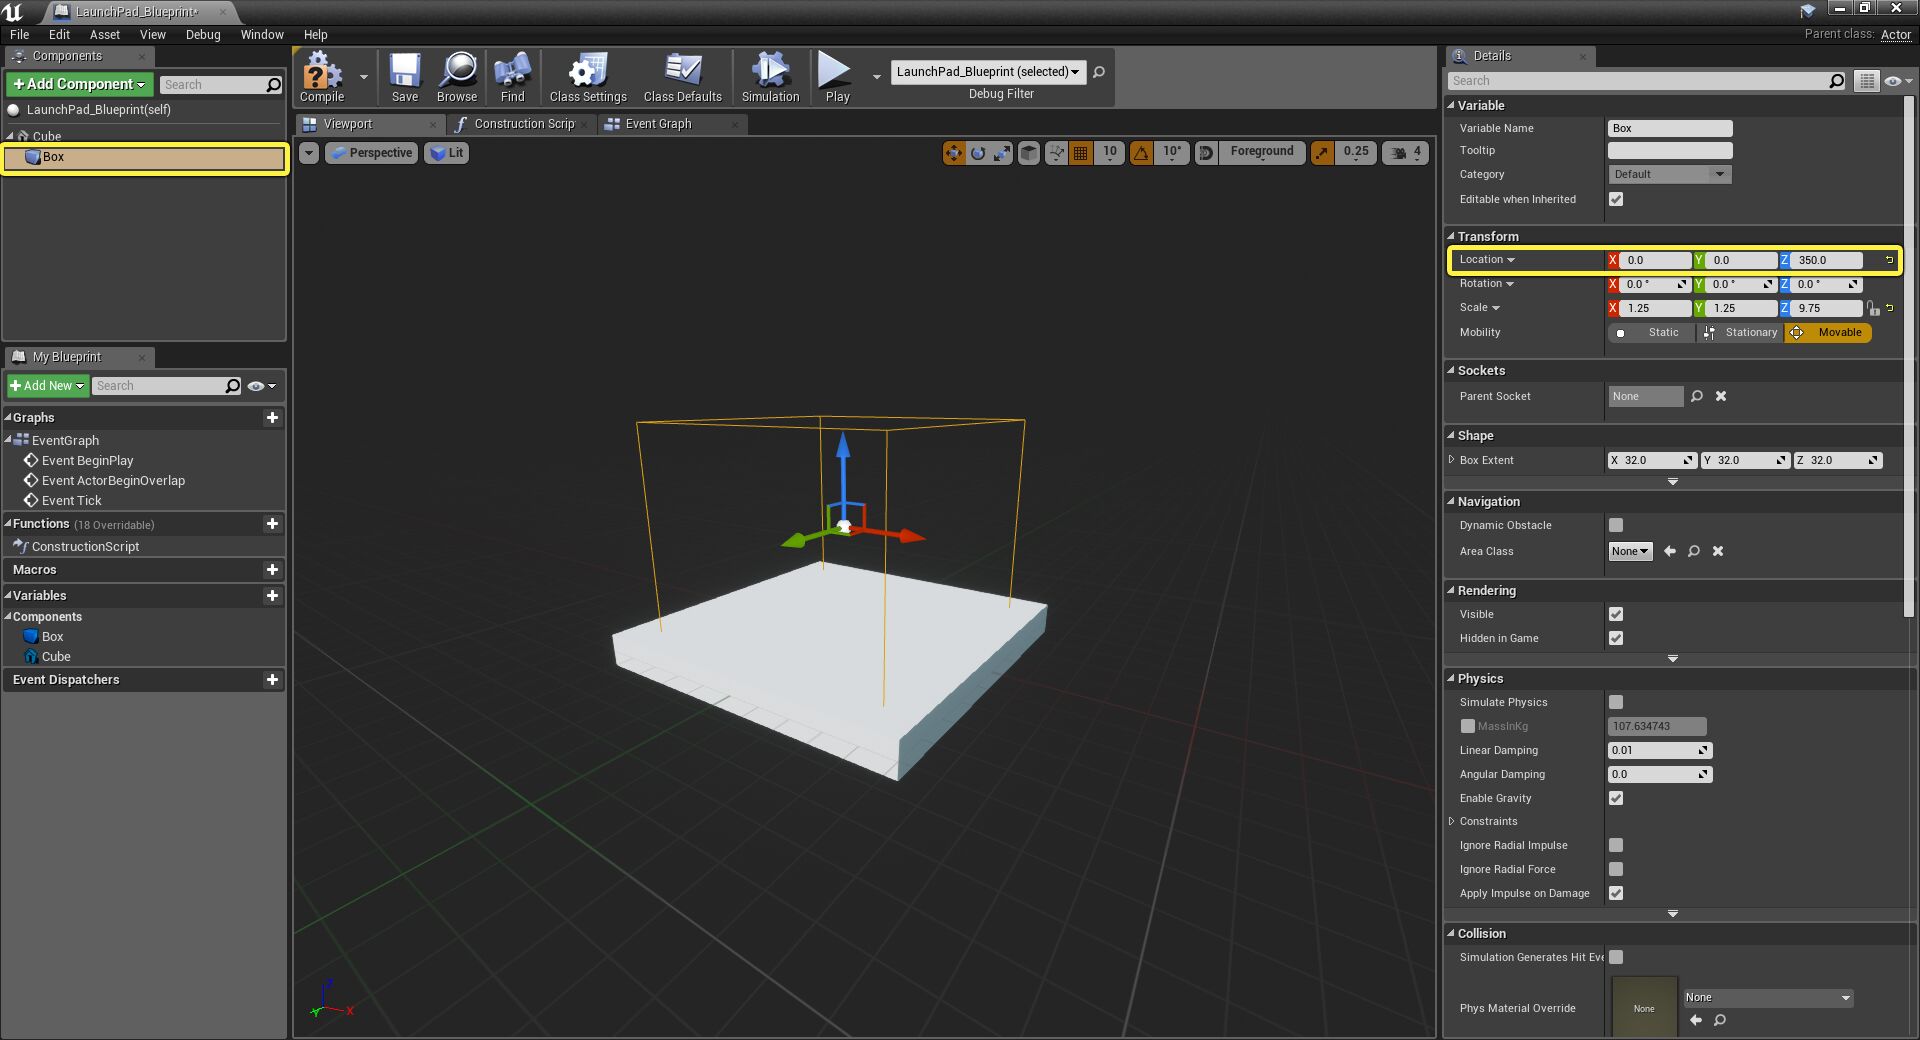 LaunchPad_Blueprint*
File Edit Asset View Debug Window Help
Parent class: Actor
Components
Add Component
Search
LaunchPad_Blueprint(self)
Cube
Box
My Blueprint
Add New
Search
Graphs
EventGraph
Event BeginPlay
Event ActorBeginOverlap
Event Tick
Functions (18 Overridable)
ConstructionScript
Macros
Variables
Components
Box
Cube
Event Dispatchers
Compile Save Browse Find Class Settings Class Defaults Simulation Play
LaunchPad_Blueprint (selected)
Debug Filter
Viewport Construction Scrip Event Graph
Perspective Lit 10 10° Foreground 0.25 4
Z
X
Y
Details
Search
Variable
Variable Name Box
Tooltip
Category Default
Editable when Inherited
Transform
Location X 0.0 Y 0.0 Z 350.0
Rotation X 0.0 ° Y 0.0 ° Z 0.0 °
Scale X 1.25 Y 1.25 Z 9.75
Mobility Static Stationary Movable
Sockets
Parent Socket None
Shape
Box Extent X 32.0 Y 32.0 Z 32.0
Navigation
Dynamic Obstacle
Area Class None
Rendering
Visible
Hidden in Game
Physics
Simulate Physics
MassInKg 107.634743
Linear Damping 0.01
Angular Damping 0.0
Enable Gravity
Constraints
Ignore Radial Impulse
Ignore Radial Force
Apply Impulse on Damage
Collision
Simulation Generates Hit Eve
Phys Material Override None None